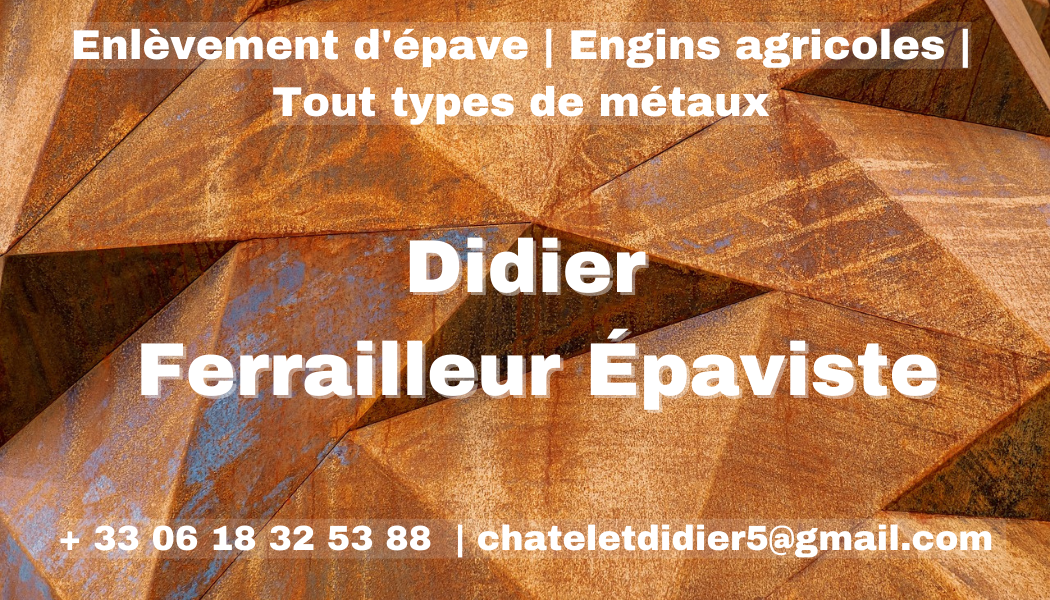 Enlèvement d'épave | Engins agricoles |
Tout types de métaux
Didier
Ferrailleur Épaviste
+ 33 06 18 32 53 88 | chateletdidier5@gmail.com